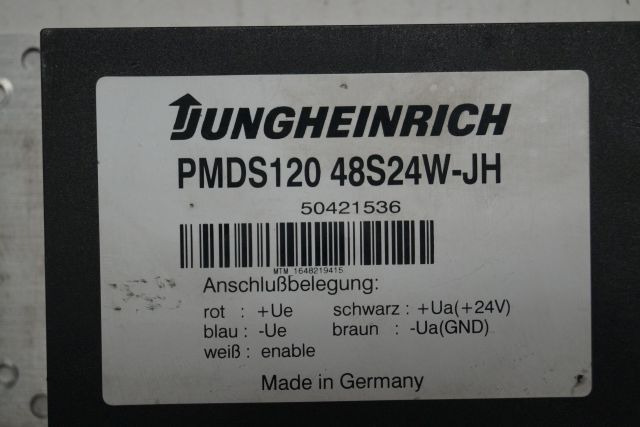 JUNGHEINRICH
PMDS120 48S24W-JH
50421536
MTM 1648219415
Anschlußbelegung:
rot : +Ue schwarz : +Ua(+24V)
blau : -Ue braun : -Ua(GND)
weiß : enable
Made in Germany